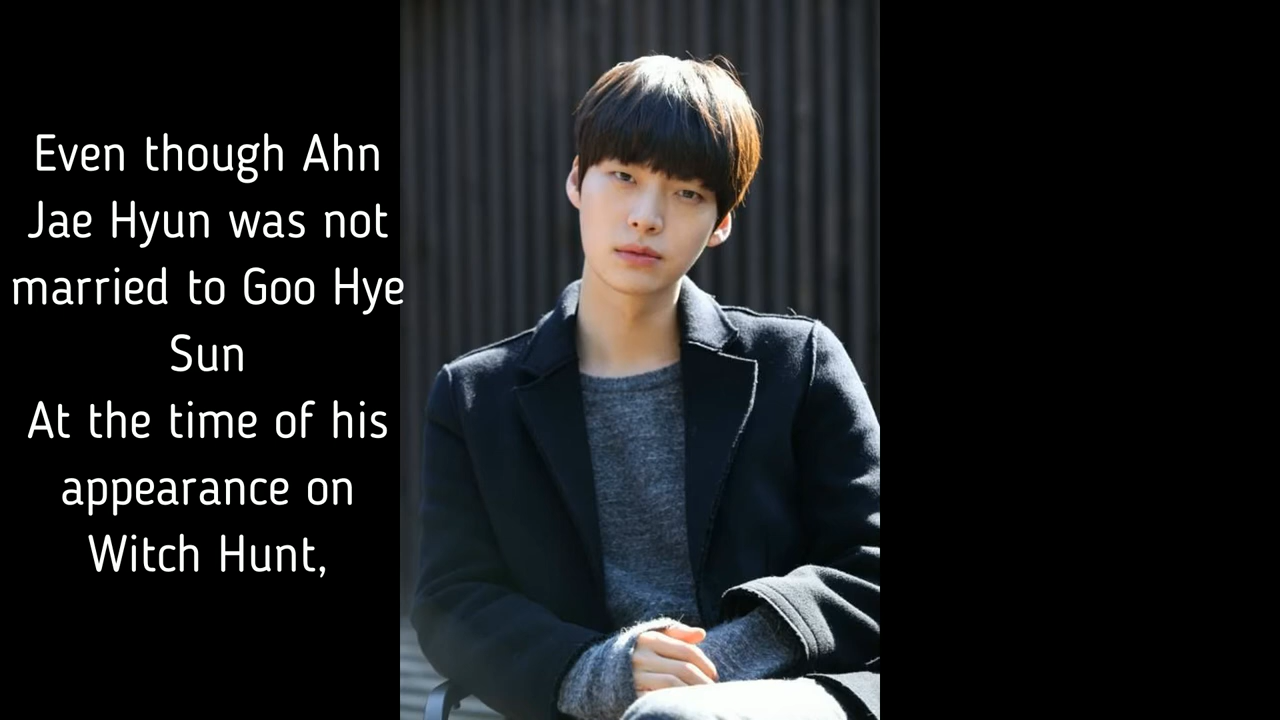 Even though Ahn
Jae Hyun was not
married to Goo Hye
Sun
At the time of his
appearance on
Witch Hunt,